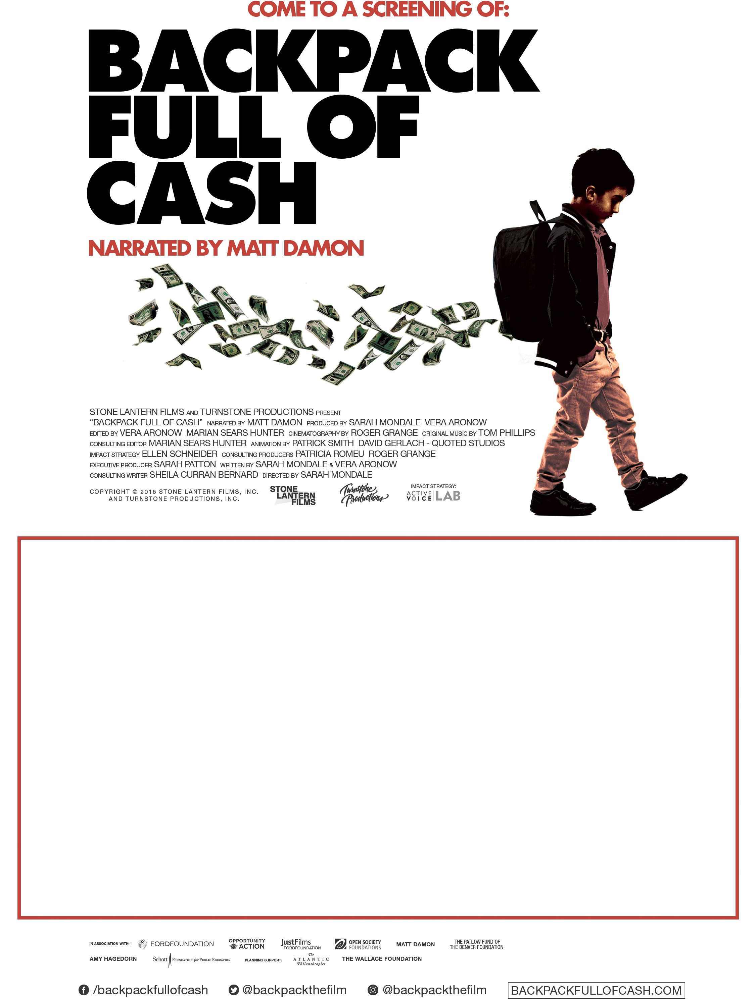 COME TO A SCREENING OF:
BACKPACK
FULL OF
CASH
NARRATED BY MATT DAMON
STONE LANTERN FILMS AND TURNSTONE PRODUCTIONS PRESENT
“BACKPACK FULL OF CASH” NARRATED BY MATT DAMON PRODUCED BY SARAH MONDALE VERA ARONOW
EDITED BY VERA ARONOW MARIAN SEARS HUNTER CINEMATOGRAPHY BY ROGER GRANGE ORIGINAL MUSIC BY TOM PHILLIPS
CONSULTING EDITOR MARIAN SEARS HUNTER ANIMATION BY PATRICK SMITH DAVID GERLACH - QUOTED STUDIOS
IMPACT STRATEGY ELLEN SCHNEIDER CONSULTING PRODUCERS PATRICIA ROMEU ROGER GRANGE
EXECUTIVE PRODUCER SARAH PATTON WRITTEN BY SARAH MONDALE & VERA ARONOW
CONSULTING WRITER SHEILA CURRAN BERNARD DIRECTED BY SARAH MONDALE
COPYRIGHT © 2016 STONE LANTERN FILMS, INC.
AND TURNSTONE PRODUCTIONS, INC.
STONE
LANTERN
FILMS
Turnstone
Productions
IMPACT STRATEGY:
ACTIVE
VOICE
LAB
IN ASSOCIATION WITH:
FORDFOUNDATION
OPPORTUNITY
ACTION
JustFilms
FORDFOUNDATION
OPEN SOCIETY
FOUNDATIONS
MATT DAMON
THE PATLOW FUND OF
THE DENVER FOUNDATION
AMY HAGEDORN
Schott Foundation for Public Education
PLANNING SUPPORT:
The
ATLANTIC
Philanthropies
THE WALLACE FOUNDATION
/backpackfullofcash
@backpackthefilm
@backpackthefilm
BACKPACKFULLOFCASH.COM